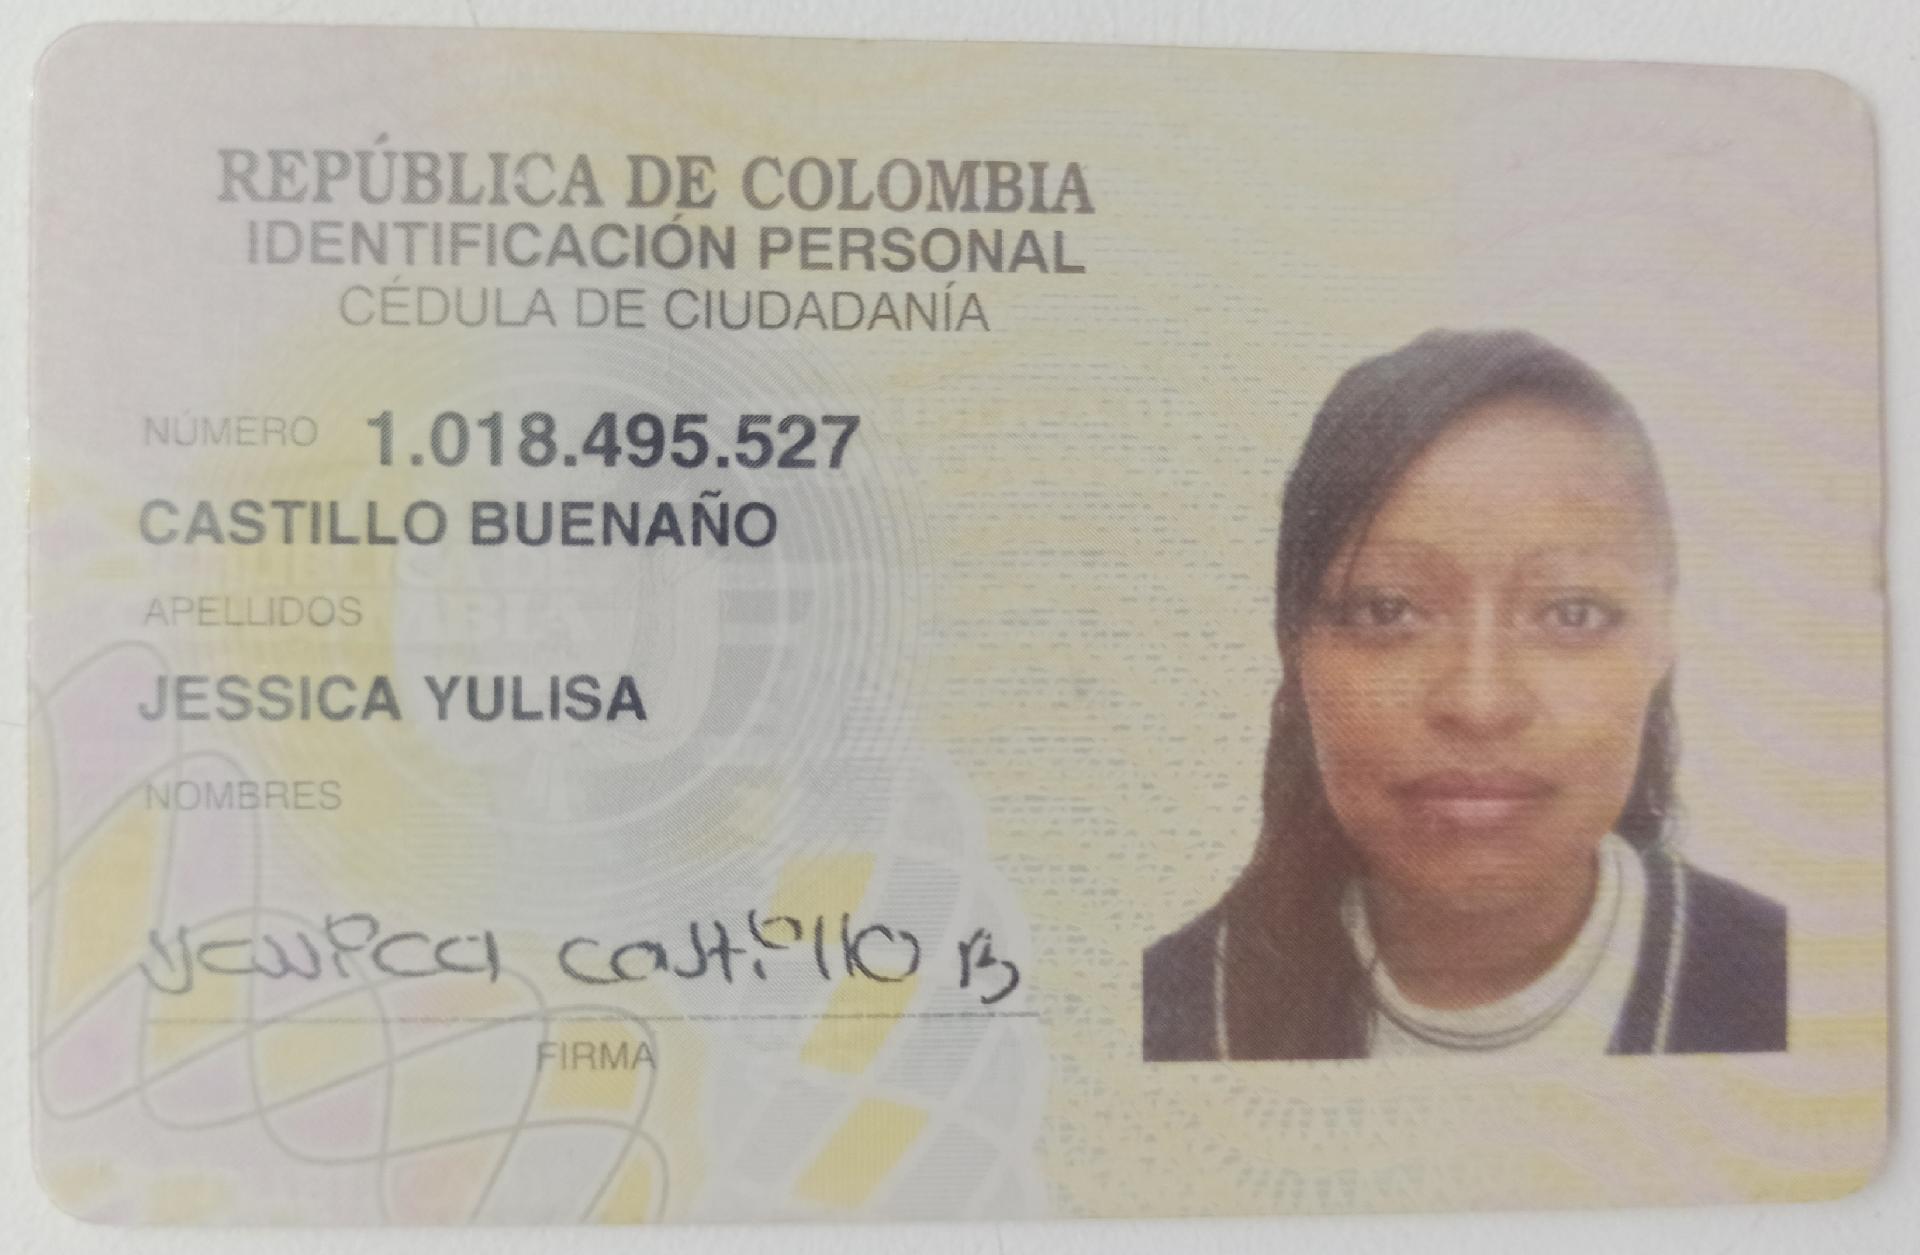 REPÚBLICA DE COLOMBIA
IDENTIFICACIÓN PERSONAL
CÉDULA DE CIUDADANÍA
NÚMERO 1.018.495.527
CASTILLO BUENAÑO
APELLIDOS
JESSICA YULISA
NOMBRES
Jessica Castillo B
FIRMA